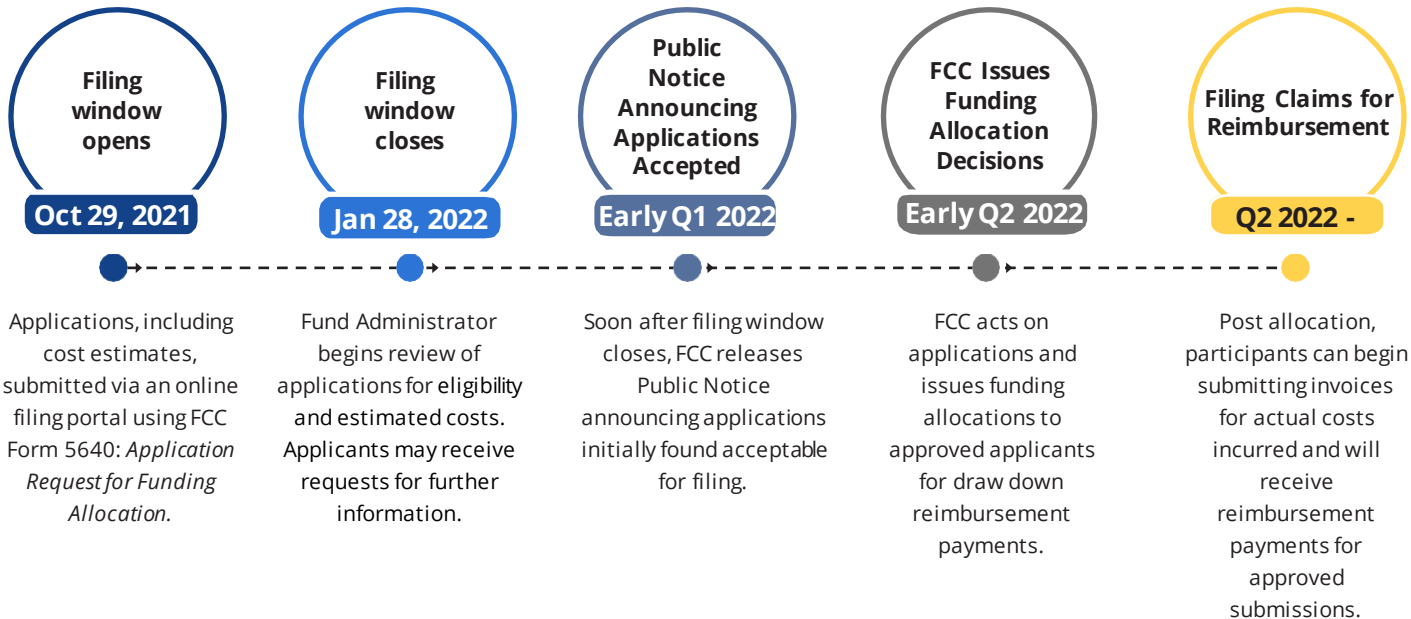 Filing
window
opens
Oct 29, 2021
Applications, including
cost estimates,
submitted via an online
filing portal using FCC
Form 5640: Application
Request for Funding
Allocation.
Filing
window
closes
Jan 28, 2022
Fund Administrator
begins review of
applications for eligibility
and estimated costs.
Applicants may receive
requests for further
information.
Public
Notice
Announcing
Applications
Accepted
Early Q1 2022
Soon after filing window
closes, FCC releases
Public Notice
announcing applications
initially found acceptable
for filing.
FCC Issues
Funding
Allocation
Decisions
Early Q2 2022
FCC acts on
applications and
issues funding
allocations to
approved applicants
for draw down
reimbursement
payments.
Filing Claims for
Reimbursement
Q2 2022 -
Post allocation,
participants can begin
submitting invoices
for actual costs
incurred and will
receive
reimbursement
payments for
approved
submissions.